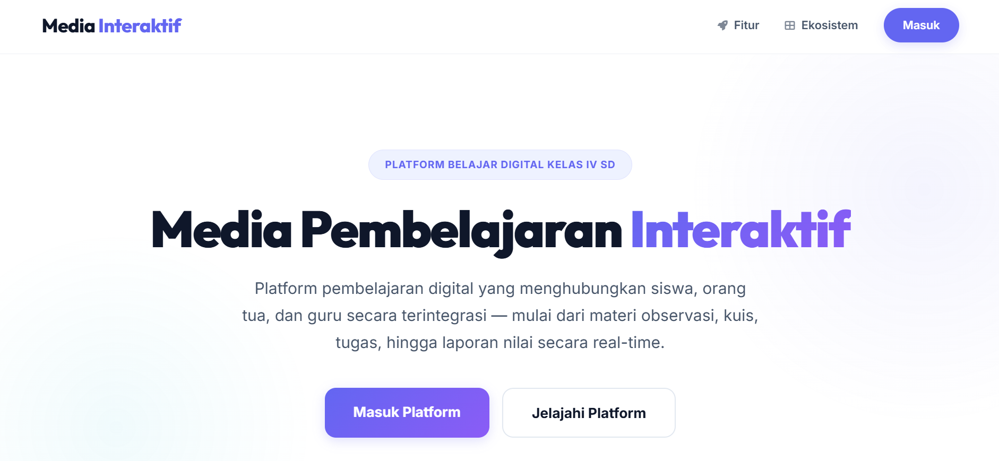 Media Interaktif
Fitur
Ekosistem
Masuk
PLATFORM BELAJAR DIGITAL KELAS IV SD
Media Pembelajaran Interaktif
Platform pembelajaran digital yang menghubungkan siswa, orang
tua, dan guru secara terintegrasi — mulai dari materi observasi, kuis,
tugas, hingga laporan nilai secara real-time.
Masuk Platform
Jelajahi Platform